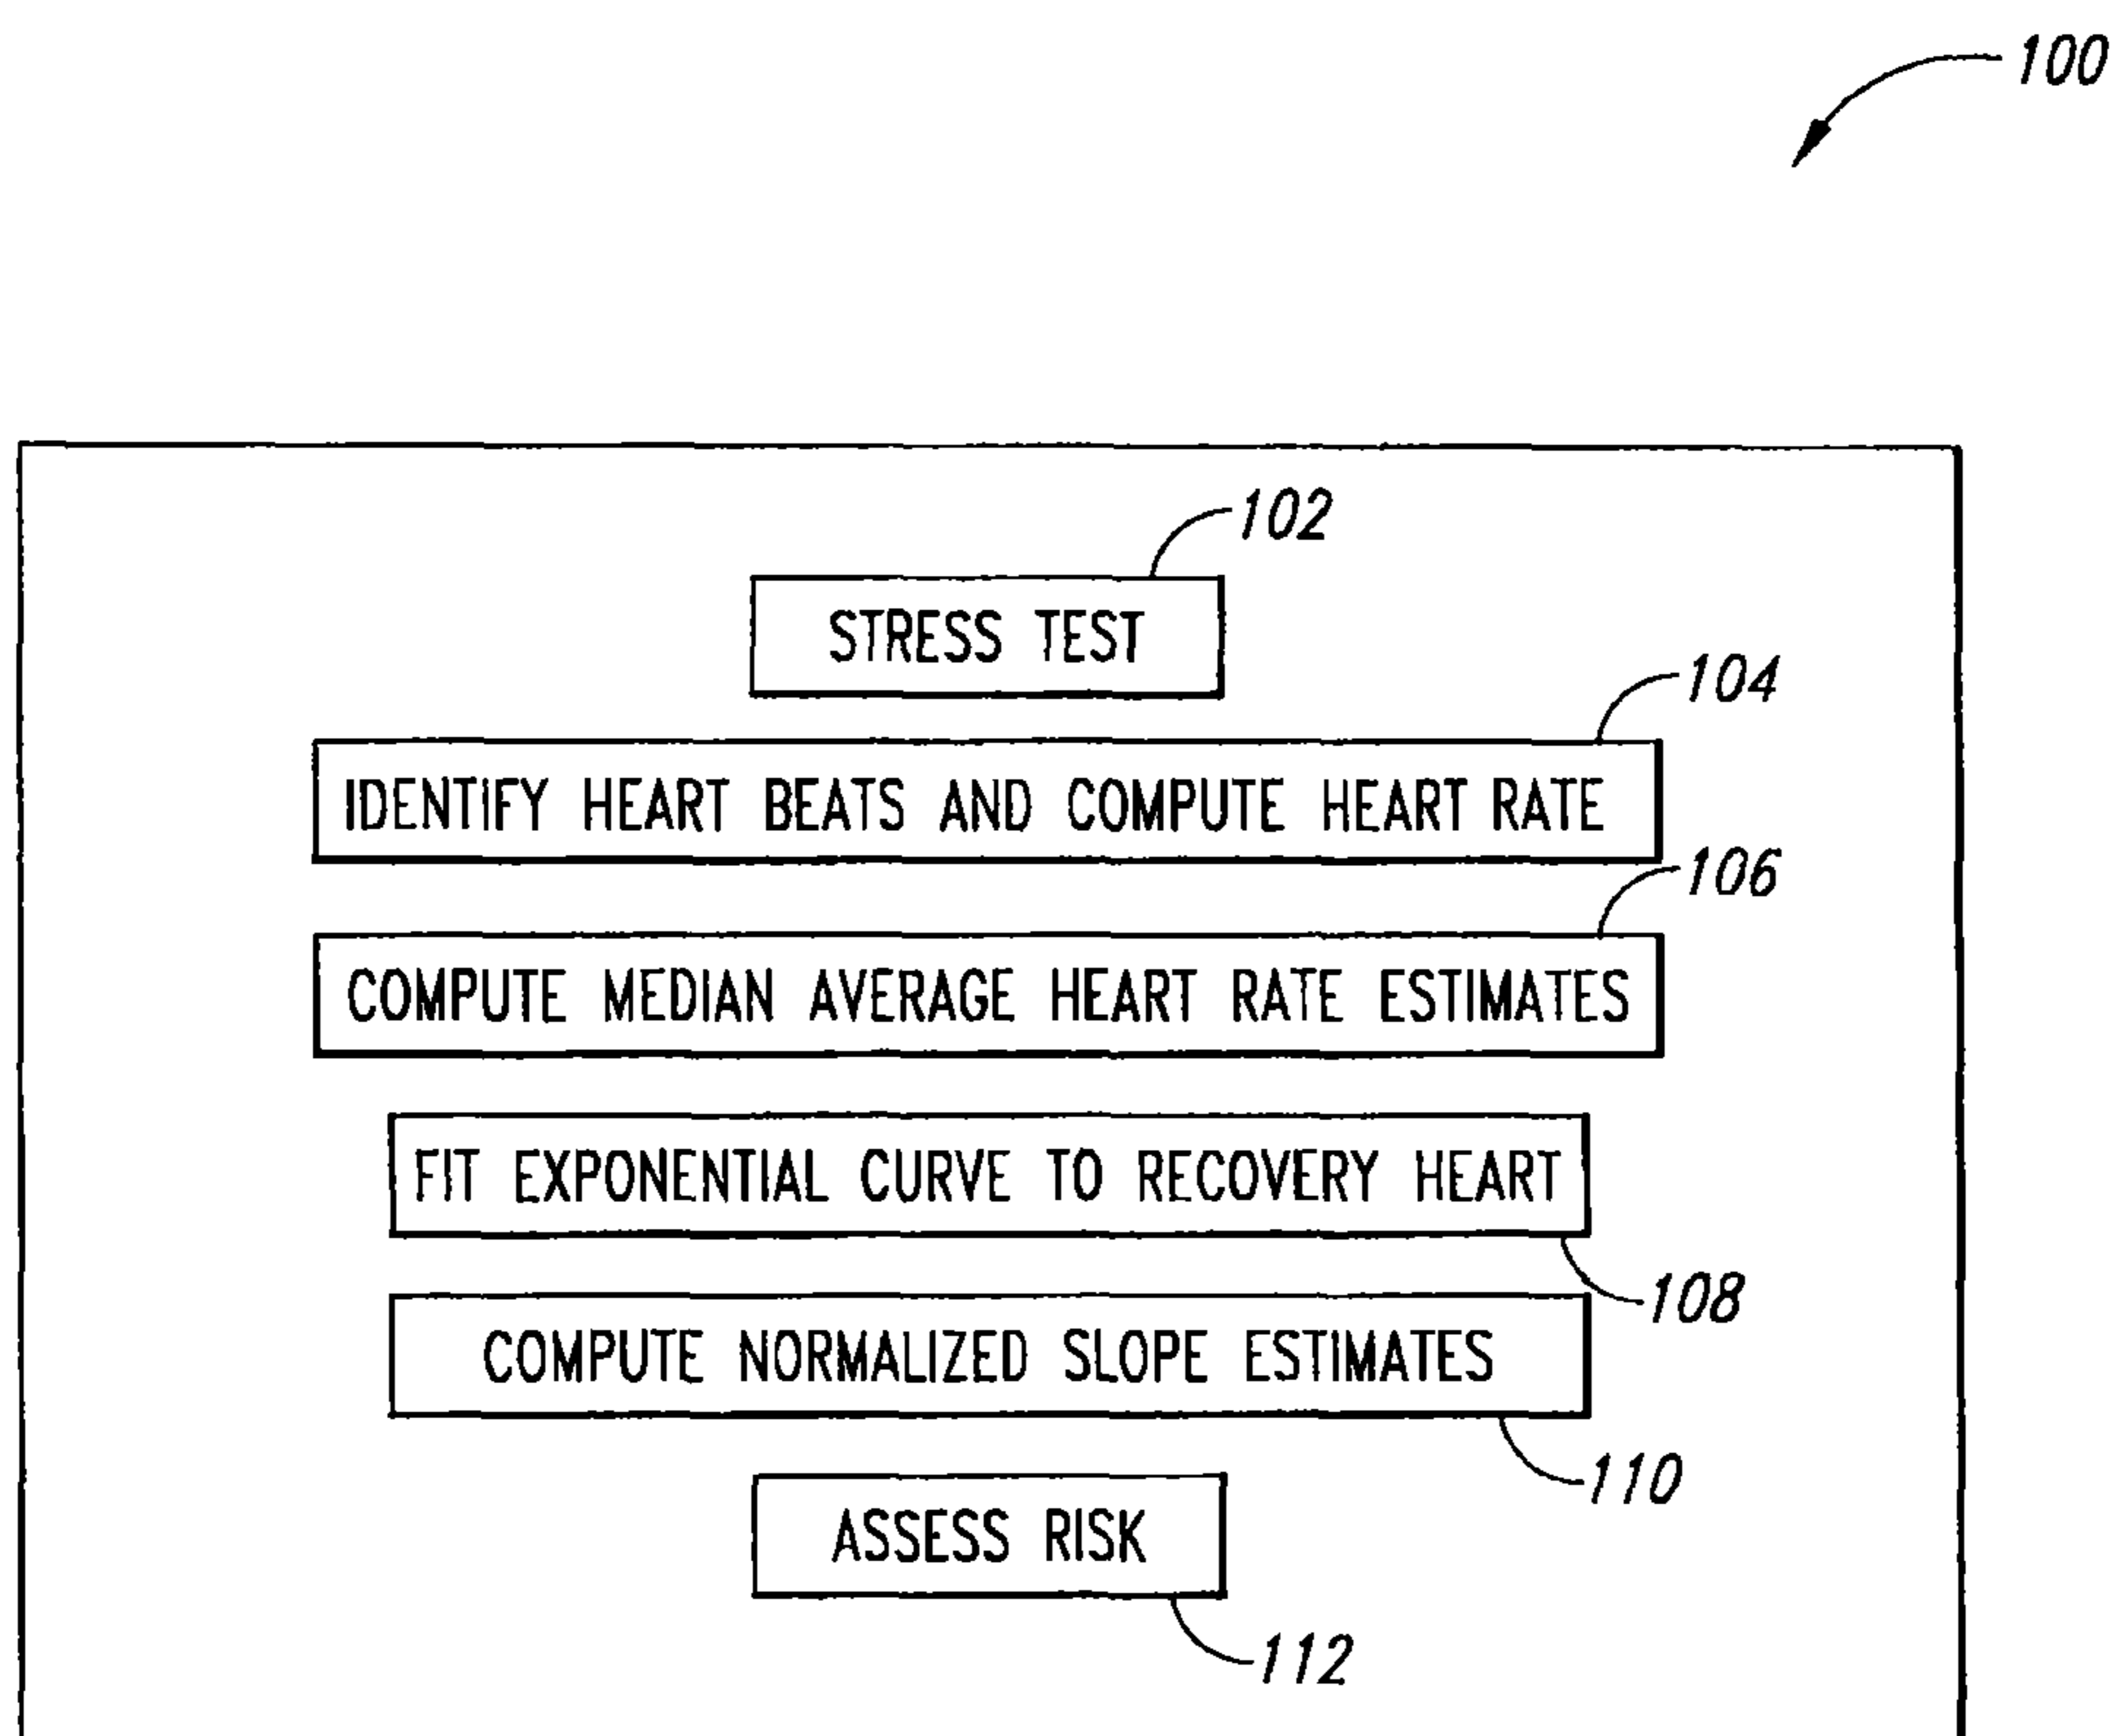 100
102
STRESS TEST
104
IDENTIFY HEART BEATS AND COMPUTE HEART RATE
106
COMPUTE MEDIAN AVERAGE HEART RATE ESTIMATES
FIT EXPONENTIAL CURVE TO RECOVERY HEART
108
COMPUTE NORMALIZED SLOPE ESTIMATES
110
ASSESS RISK
112